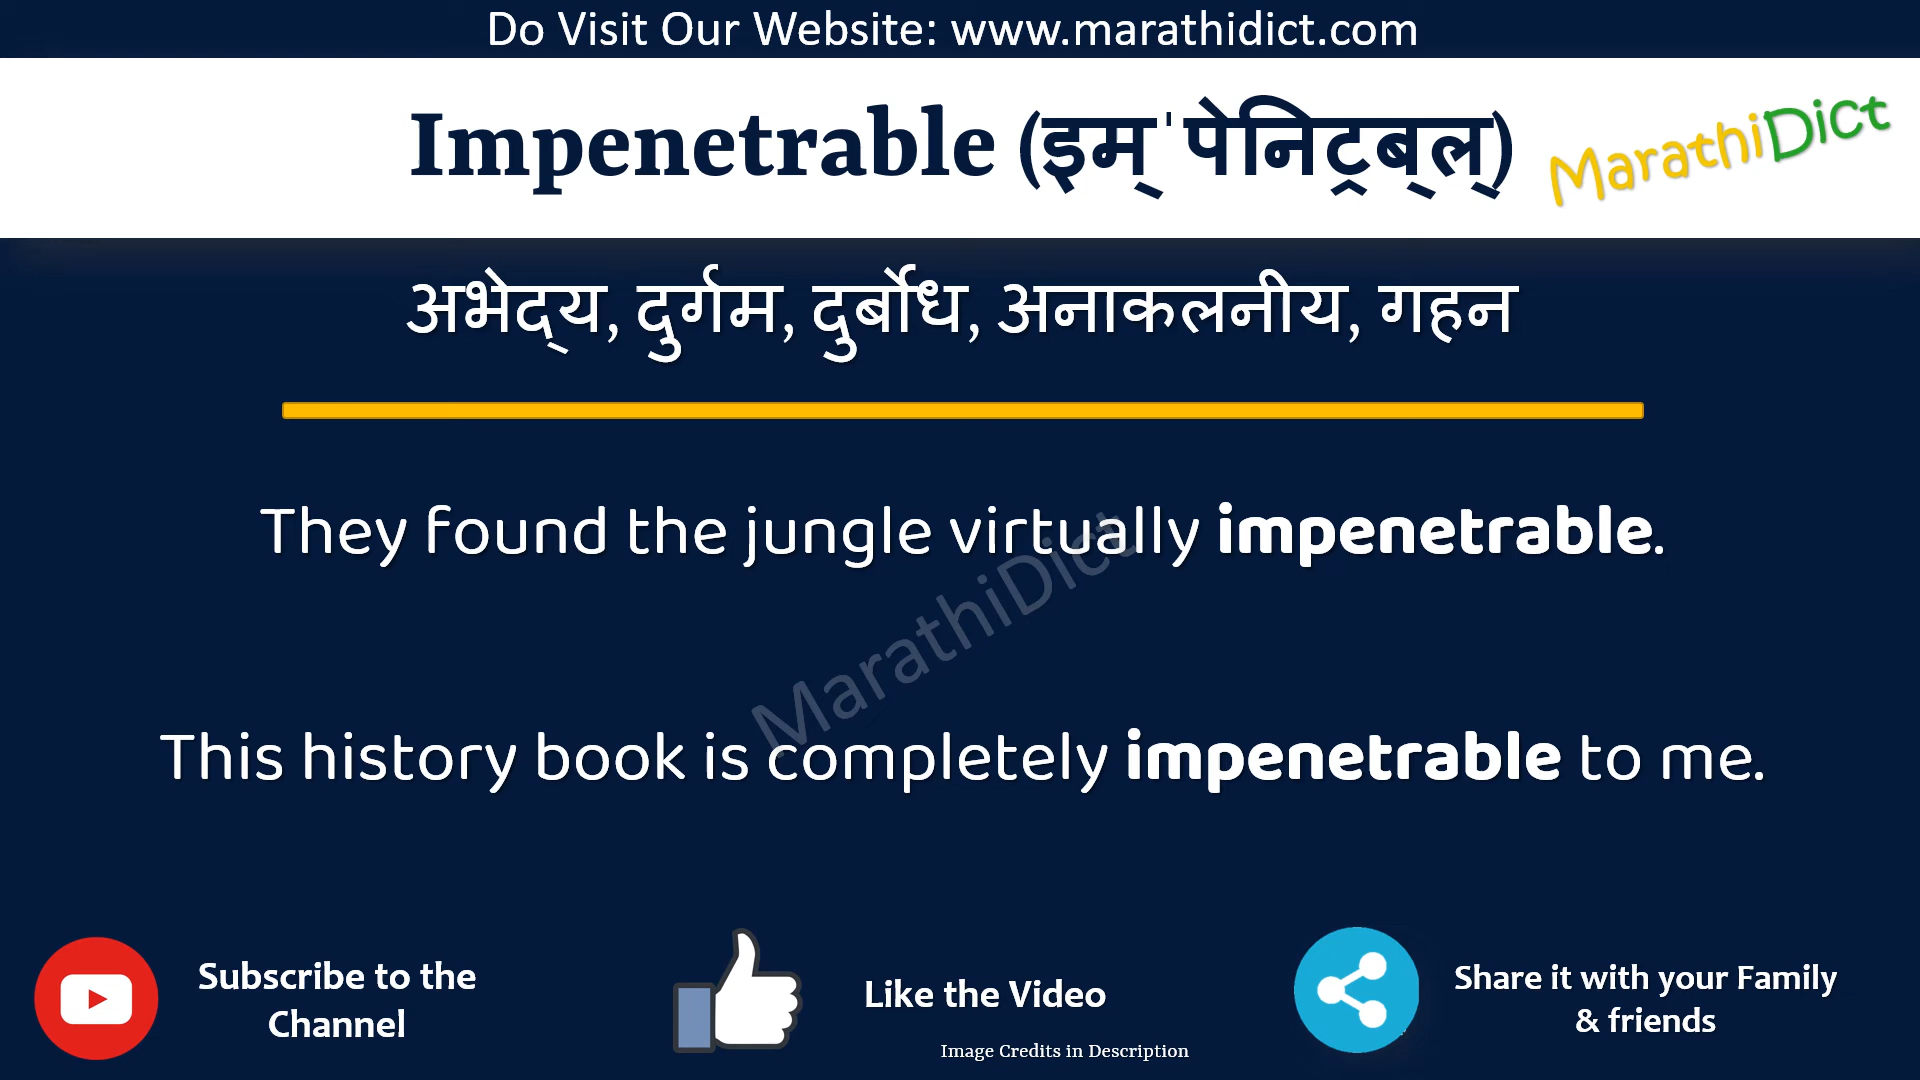 Do Visit Our Website: www.marathidict.com
Impenetrable (इम्ˈपेनिट्रब्ल्)
MarathiDict
अभेद्‌य, दुर्गम, दुर्बोध, अनाकलनीय, गहन
They found the jungle virtually impenetrable.
MarathiDict
This history book is completely impenetrable to me.
Subscribe to the
Channel
Like the Video
Share it with your Family
& friends
Image Credits in Description